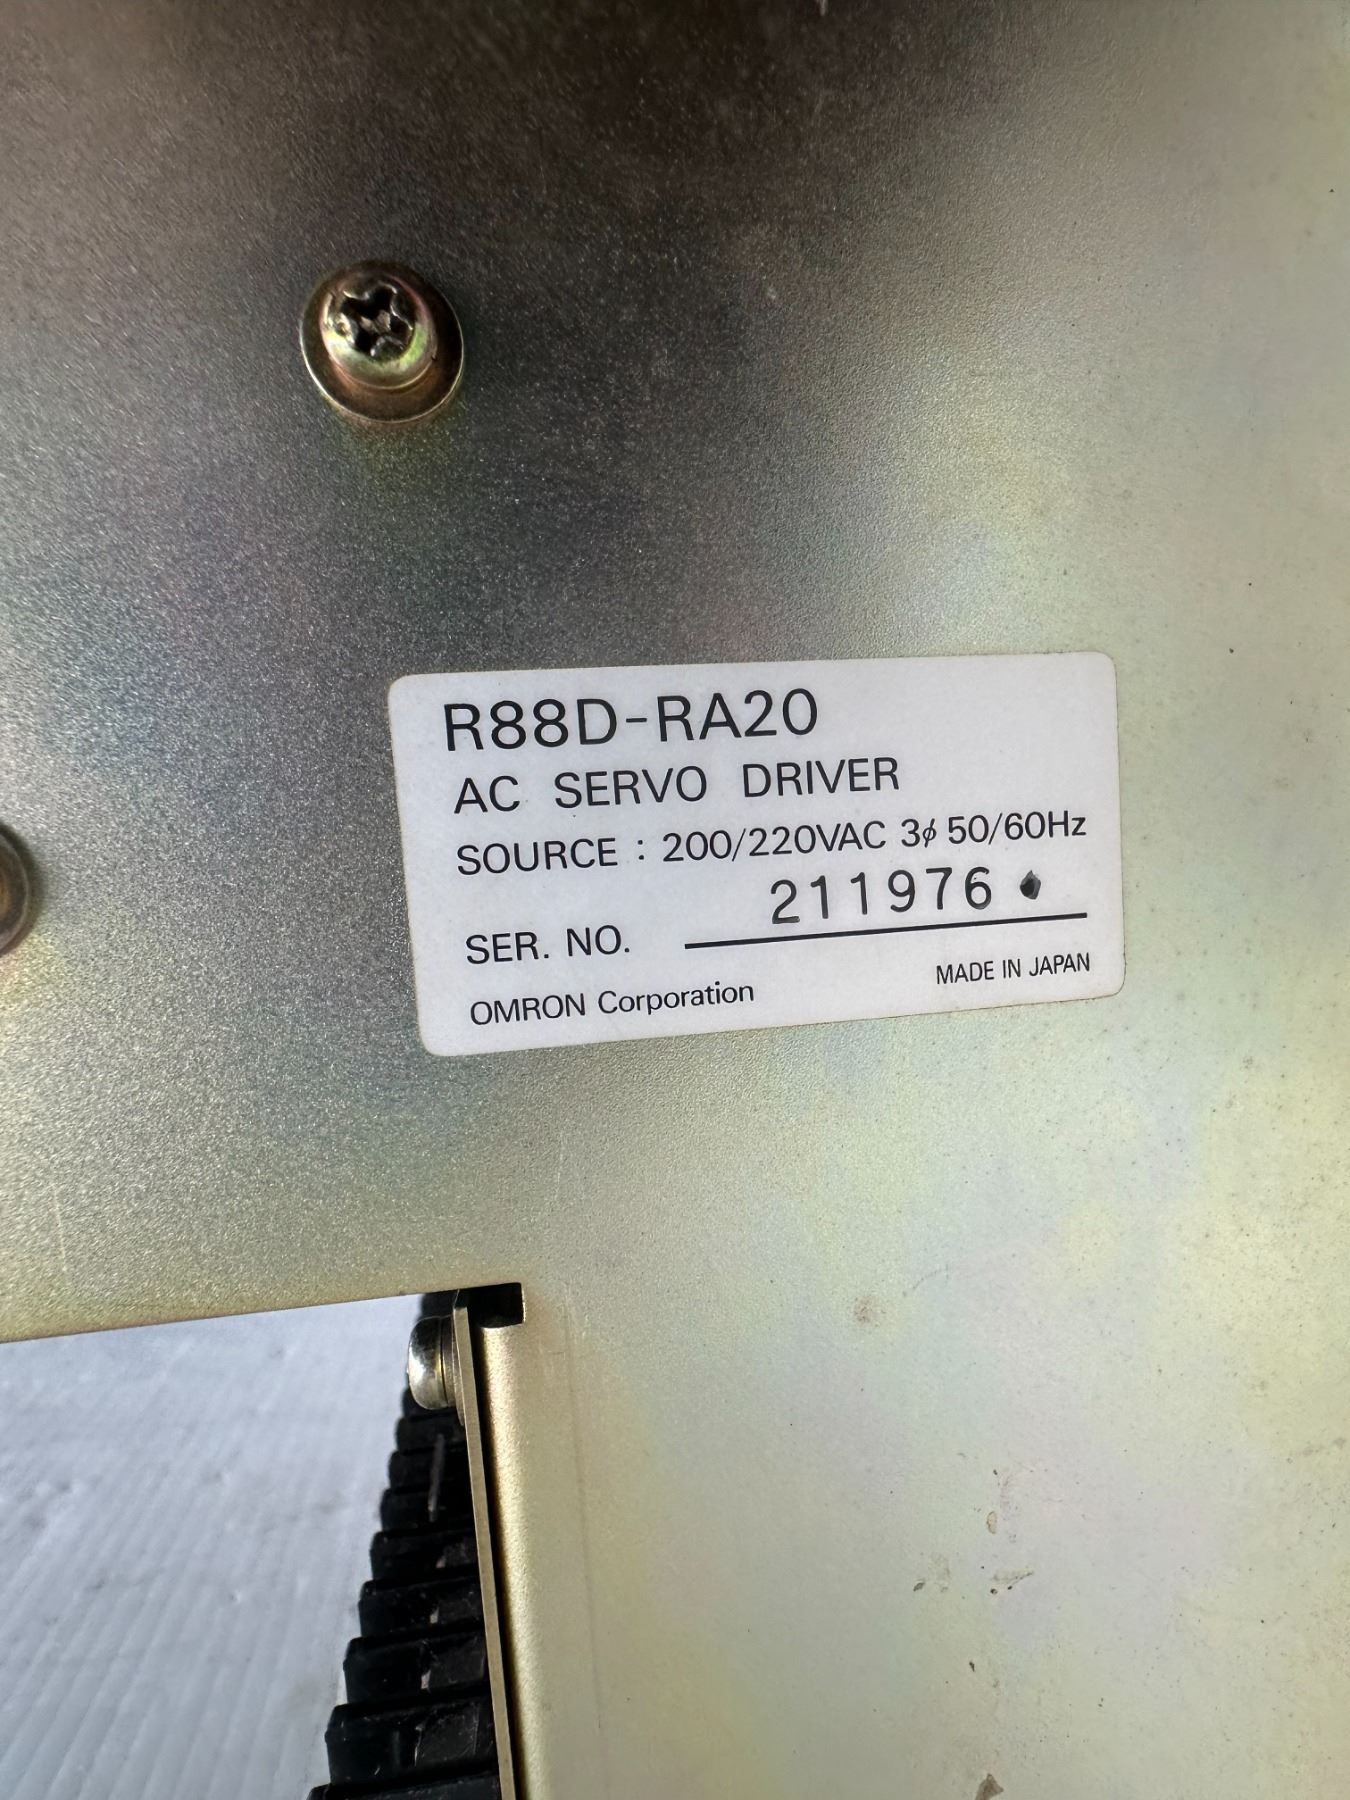 R88D-RA20
AC SERVO DRIVER
SOURCE : 200/220VAC 3φ 50/60Hz
211976
SER. NO.
OMRON Corporation
MADE IN JAPAN